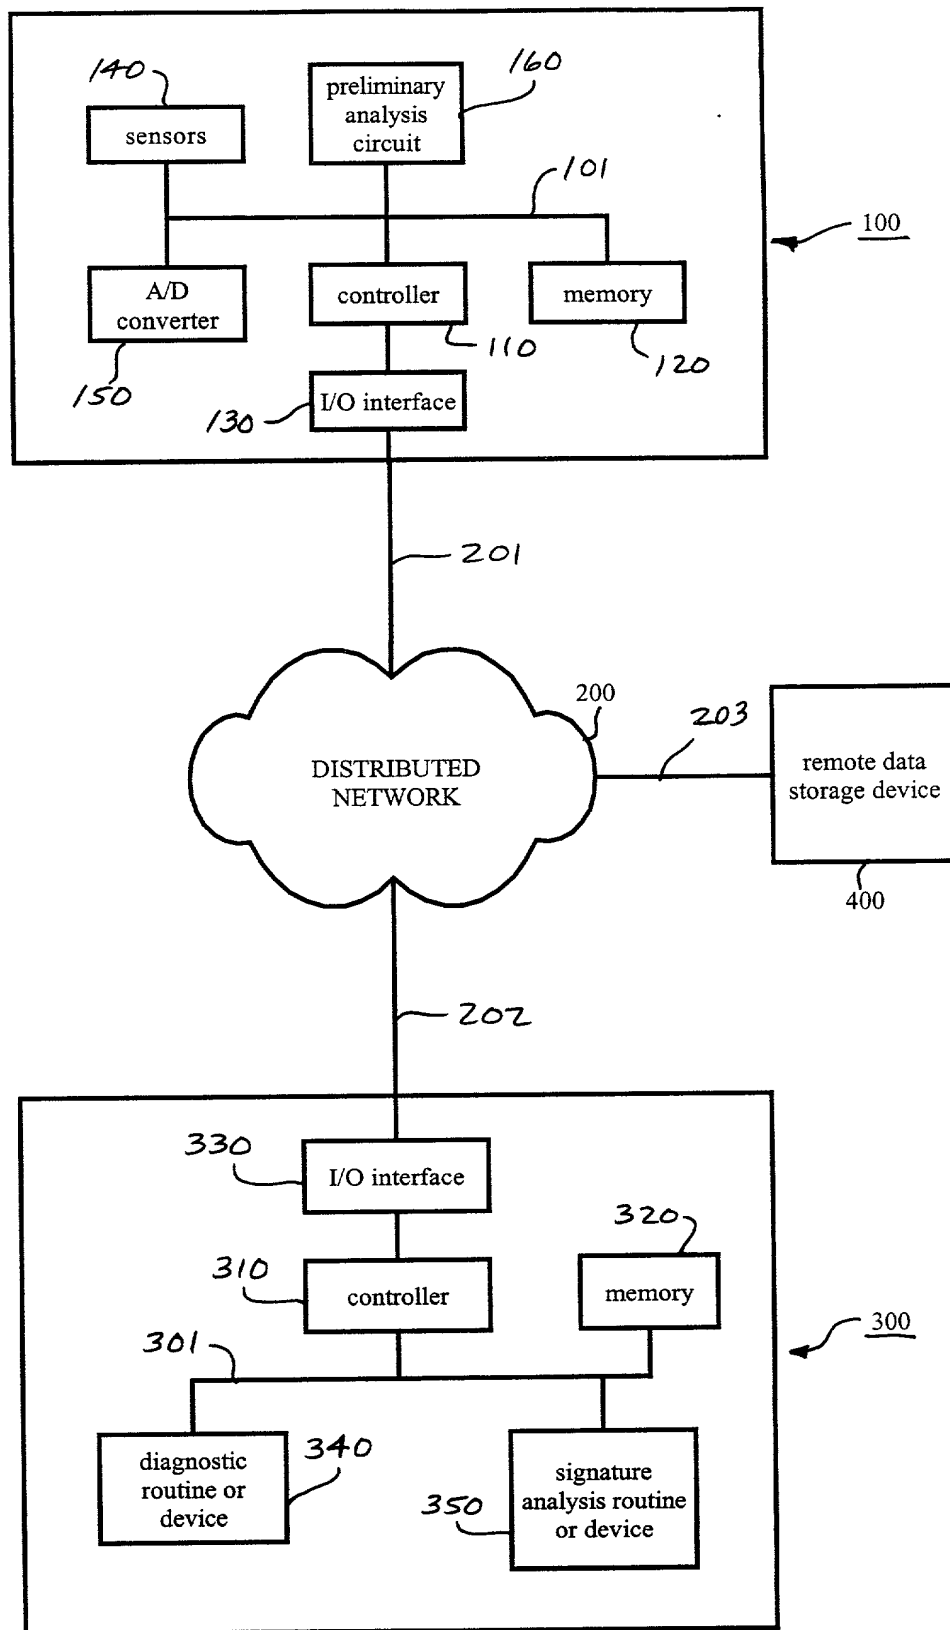 140
160
preliminary
analysis
circuit
sensors
101
100
A/D
converter
controller
memory
150
110
120
130
I/O interface
201
200
203
DISTRIBUTED
NETWORK
remote data
storage device
400
202
330
I/O interface
320
310
controller
memory
301
300
diagnostic
routine or
device
340
signature
analysis routine
or device
350